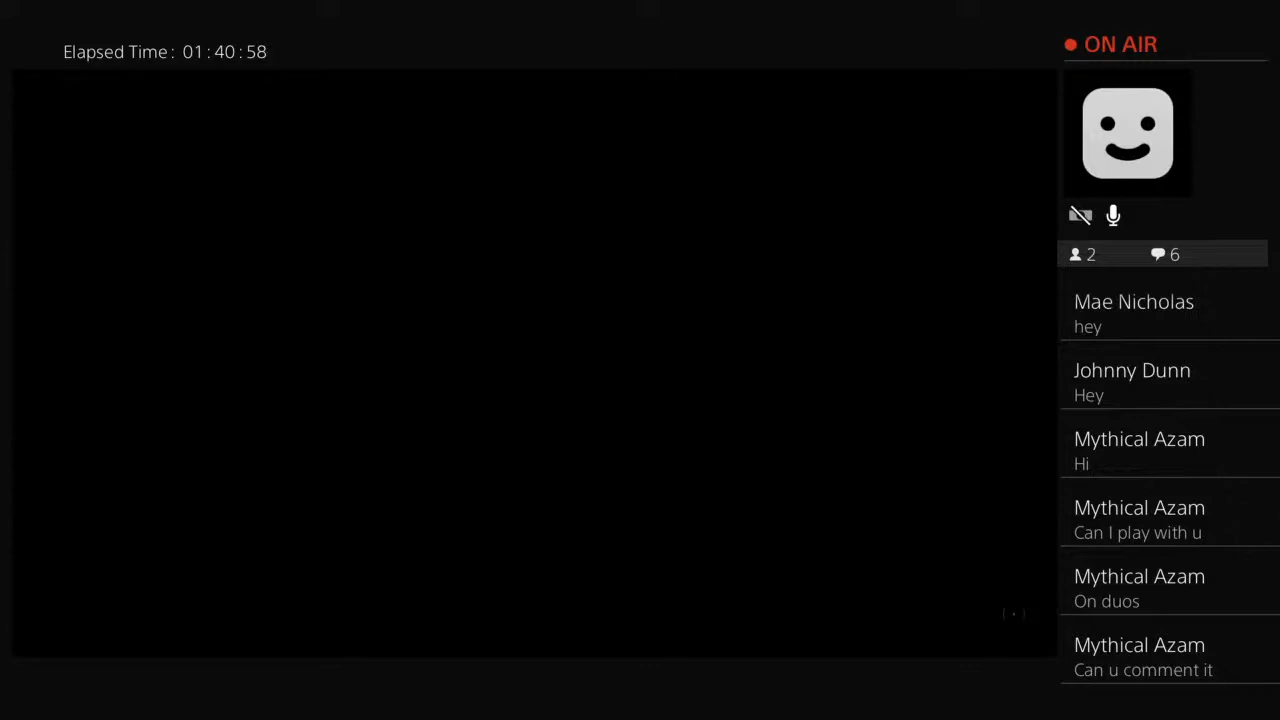 Elapsed Time: 01:40:58
ON AIR
2 6
Mae Nicholas
hey
Johnny Dunn
Hey
Mythical Azam
Hi
Mythical Azam
Can I play with u
Mythical Azam
On duos
Mythical Azam
Can u comment it